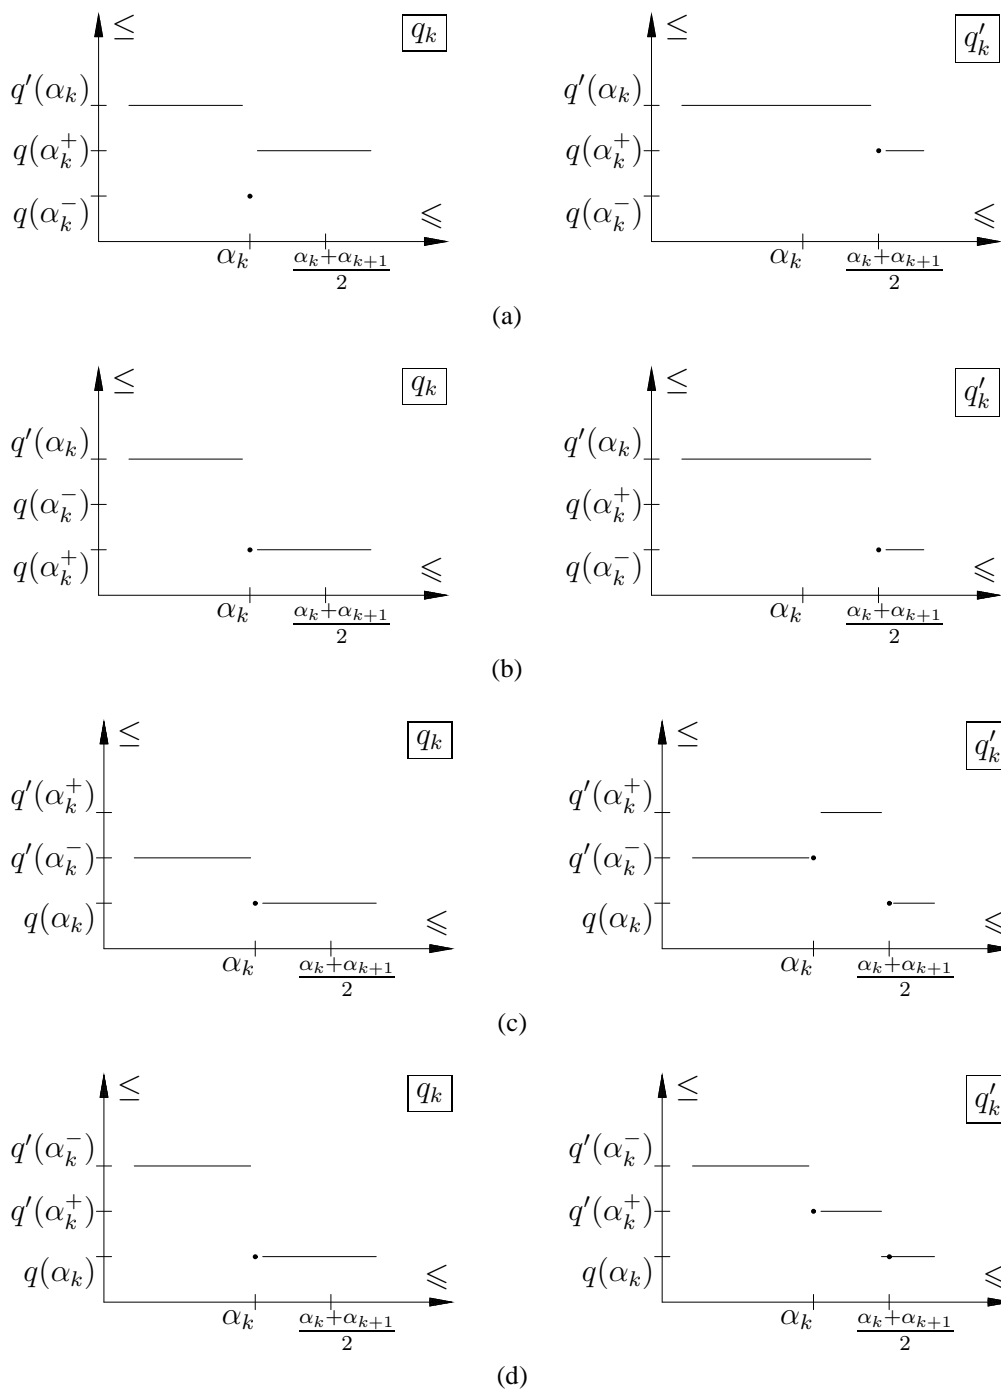 ≤ q_k ≤ q'_k
q'(α_k) q'(α_k)
q(α_k^+) q(α_k^+)
q(α_k^-) ⩽ q(α_k^-) ⩽
α_k (α_k+α_{k+1})/2 α_k (α_k+α_{k+1})/2
(a)
≤ q_k ≤ q'_k
q'(α_k) q'(α_k)
q(α_k^-) q(α_k^+)
q(α_k^+) ⩽ q(α_k^-) ⩽
α_k (α_k+α_{k+1})/2 α_k (α_k+α_{k+1})/2
(b)
≤ q_k ≤ q'_k
q'(α_k^+) q'(α_k^+)
q'(α_k^-) q'(α_k^-)
q(α_k) ⩽ q(α_k) ⩽
α_k (α_k+α_{k+1})/2 α_k (α_k+α_{k+1})/2
(c)
≤ q_k ≤ q'_k
q'(α_k^-) q'(α_k^-)
q'(α_k^+) q'(α_k^+)
q(α_k) ⩽ q(α_k) ⩽
α_k (α_k+α_{k+1})/2 α_k (α_k+α_{k+1})/2
(d)